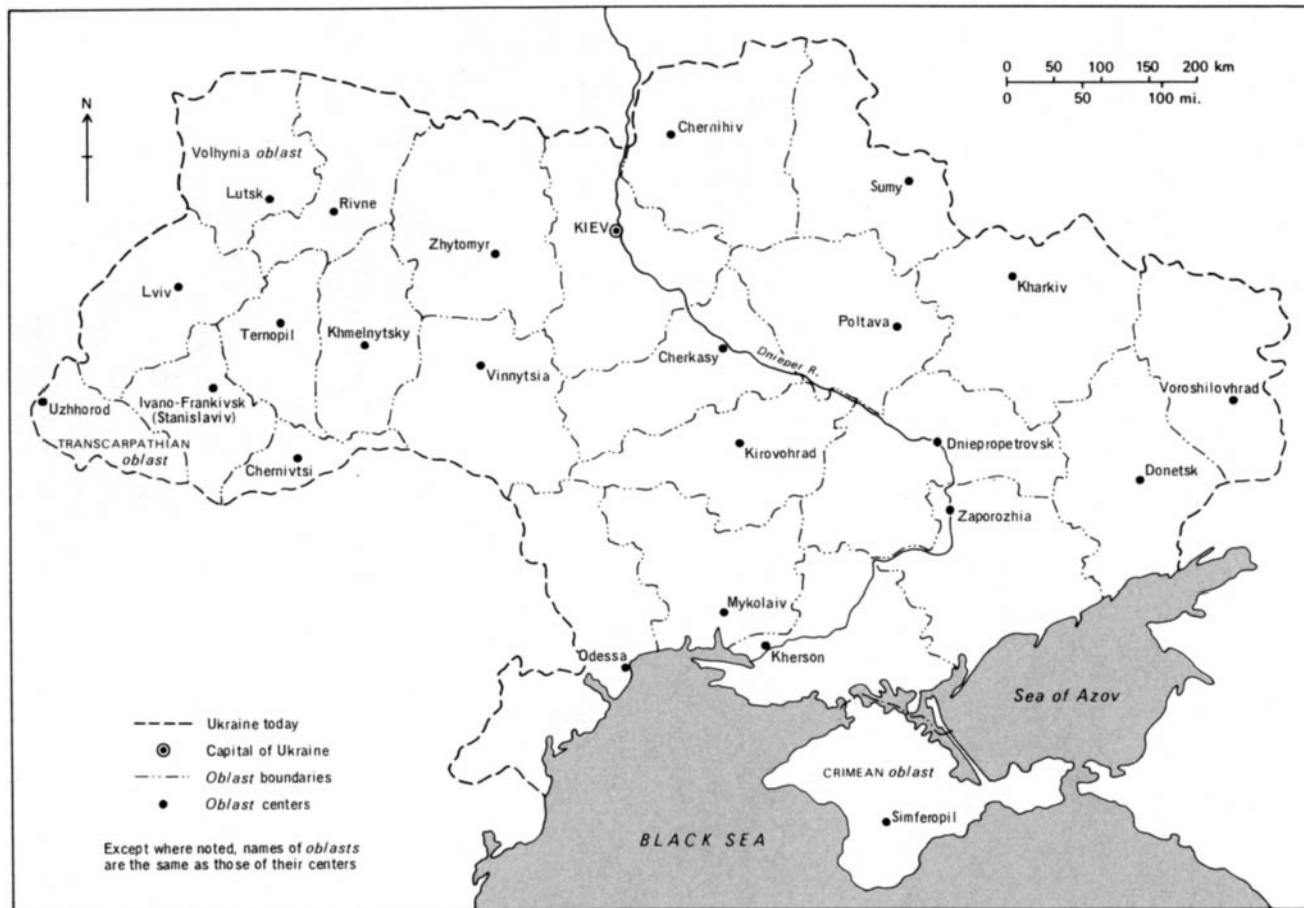 N
0 50 100 150 200 km
0 50 100 mi.
Chernihiv
Volhynia oblast
Sumy
Lutsk
Rivne
KIEV
Zhytomyr
Kharkiv
Lviv
Ternopil
Khmelnytsky
Poltava
Cherkasy
Dnieper R.
Vinnytsia
Voroshilovhrad
Uzhhorod
Ivano-Frankivsk
(Stanislaviv)
TRANSCARPATHIAN
oblast
Chernivtsi
Kirovohrad
Dniepropetrovsk
Donetsk
Zaporozhia
Mykolaiv
Kherson
Odessa
Sea of Azov
Ukraine today
Capital of Ukraine
Oblast boundaries
Oblast centers
CRIMEAN oblast
Simferopil
BLACK SEA
Except where noted, names of oblasts
are the same as those of their centers